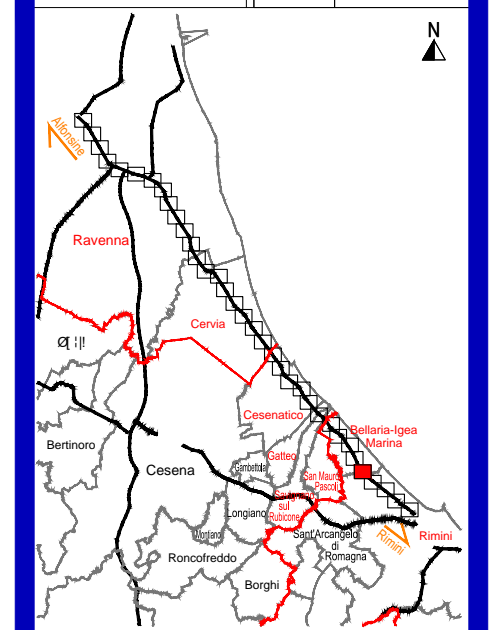 N
Alfonsine
Ravenna
Cervia
Cesenatico
Bellaria-Igea
Marina
Bertinoro
Gatteo
Gambettola
Cesena
San Mauro
Pascoli
Savignano
sul
Rubicone
Longiano
Montiano
Sant'Arcangelo
di
Romagna
Rimini
Rimini
Roncofreddo
Borghi